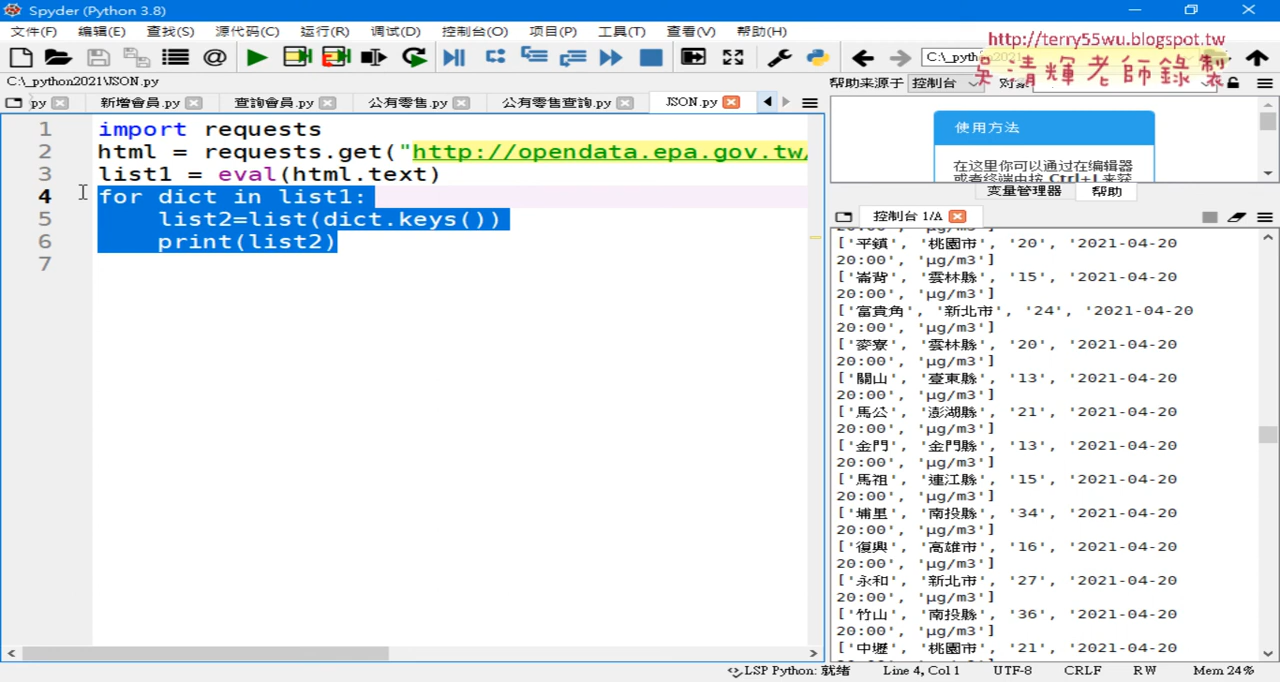 Spyder (Python 3.8)
文件(F) 编辑(E) 查找(S) 源代码(C) 运行(R) 调试(D) 控制台(O) 项目(P) 工具(T) 查看(V) 帮助(H)
http://terry55wu.blogspot.tw
吳清輝老師錄製
C:\_python2021\JSON.py
帮助来源于 控制台
py 新增會員.py 查詢會員.py 公有零售.py 公有零售查詢.py JSON.py
1 import requests
2 html = requests.get("http://opendata.epa.gov.tw/
3 list1 = eval(html.text)
4 for dict in list1:
5 list2=list(dict.keys())
6 print(list2)
7
使用方法
在这里你可以通过在编辑器
或者终端中按 Ctrl+I 来获
变量管理器 帮助
控制台 1/A
['平鎮', '桃園市', '20', '2021-04-20
20:00', 'μg/m3']
['崙背', '雲林縣', '15', '2021-04-20
20:00', 'μg/m3']
['富貴角', '新北市', '24', '2021-04-20
20:00', 'μg/m3']
['麥寮', '雲林縣', '20', '2021-04-20
20:00', 'μg/m3']
['關山', '臺東縣', '13', '2021-04-20
20:00', 'μg/m3']
['馬公', '澎湖縣', '21', '2021-04-20
20:00', 'μg/m3']
['金門', '金門縣', '13', '2021-04-20
20:00', 'μg/m3']
['馬祖', '連江縣', '15', '2021-04-20
20:00', 'μg/m3']
['埔里', '南投縣', '34', '2021-04-20
20:00', 'μg/m3']
['復興', '高雄市', '16', '2021-04-20
20:00', 'μg/m3']
['永和', '新北市', '27', '2021-04-20
20:00', 'μg/m3']
['竹山', '南投縣', '36', '2021-04-20
20:00', 'μg/m3']
['中壢', '桃園市', '21', '2021-04-20
LSP Python: 就绪 Line 4, Col 1 UTF-8 CRLF RW Mem 24%